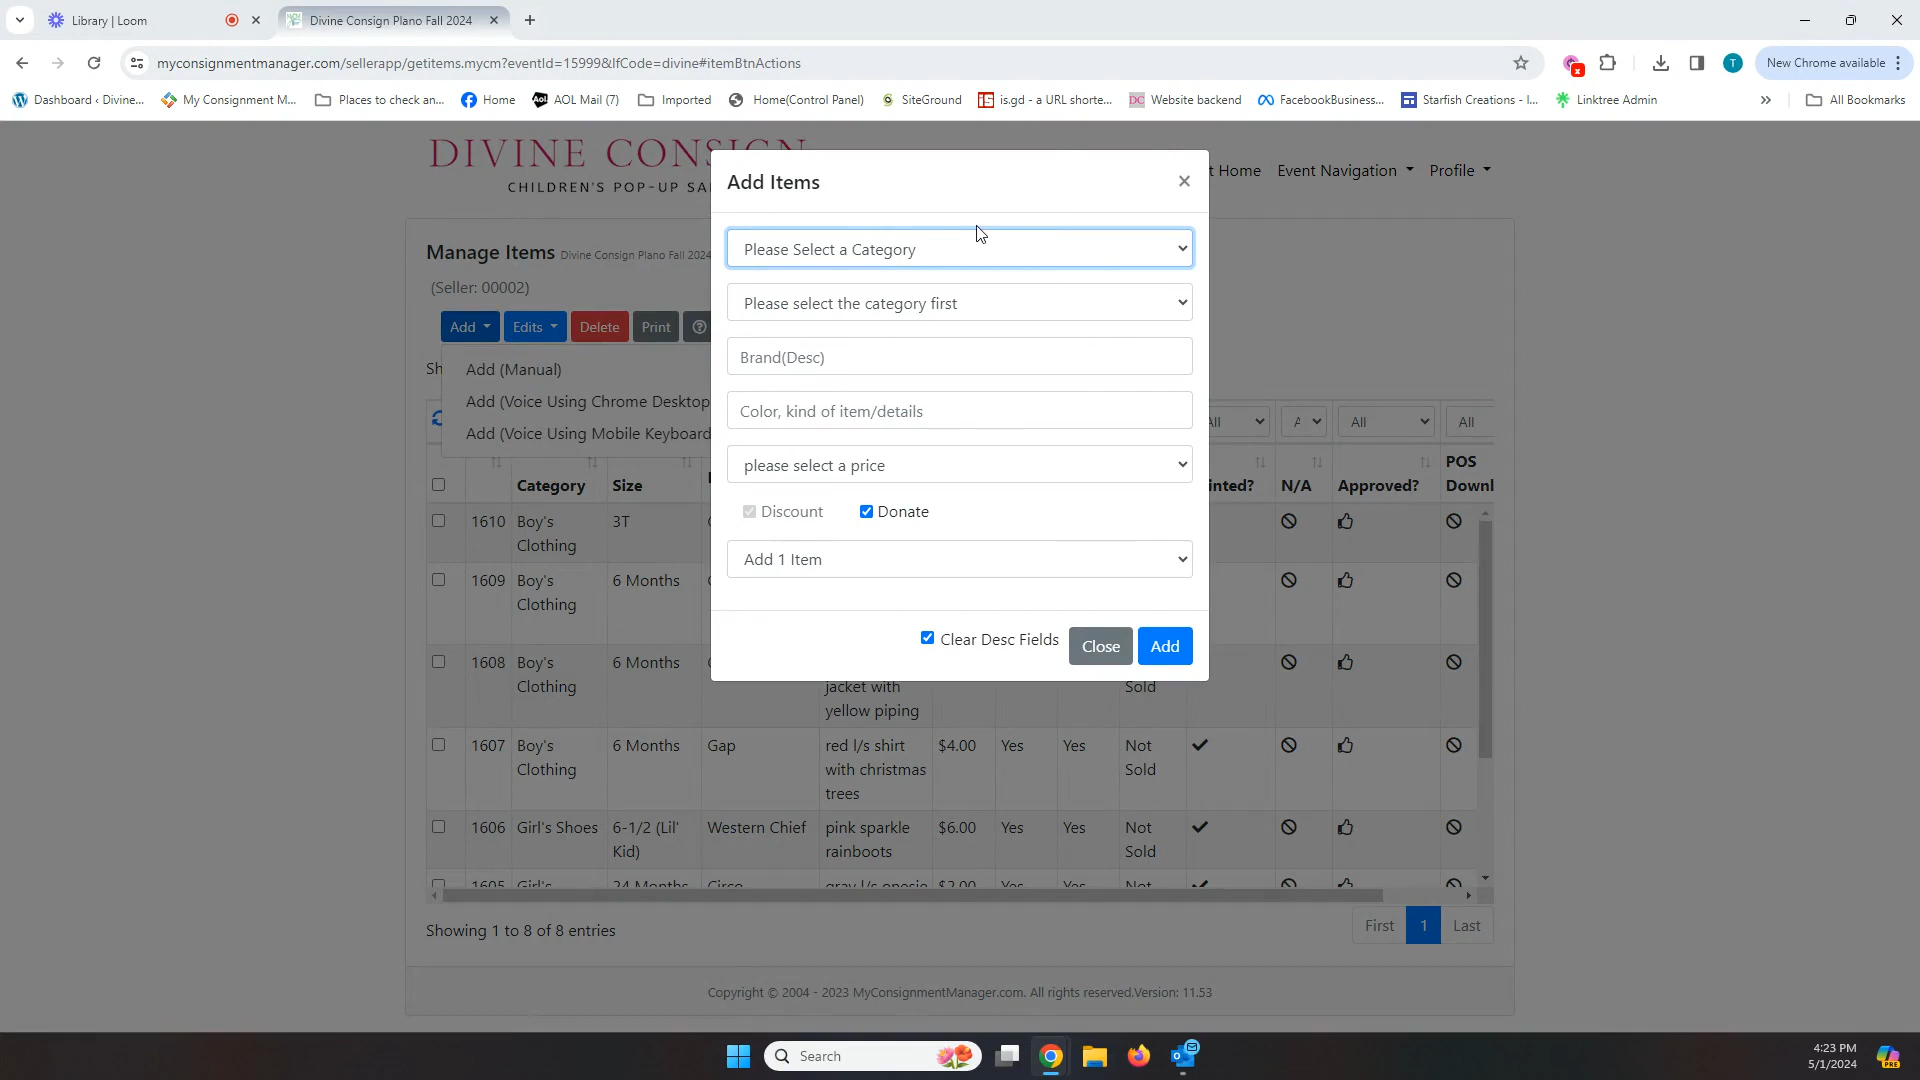 Library | Loom
Divine Consign Plano Fall 2024
myconsignmentmanager.com/sellerapp/getitems.mycm?eventId=15999&lfCode=divine#itemBtnActions
T
New Chrome available
Dashboard ‹ Divine...
My Consignment M...
Places to check an...
Home
AOL Mail (7)
Imported
Home(Control Panel)
SiteGround
is.gd - a URL shorte...
Website backend
FacebookBusiness...
Starfish Creations - I...
Linktree Admin
All Bookmarks
DIVINE CONSIGN
CHILDREN'S POP-UP SA
t Home
Event Navigation
Profile
Manage Items Divine Consign Plano Fall 2024
(Seller: 00002)
Add
Edits
Delete
Print
Add (Manual)
Add (Voice Using Chrome Desktop
Add (Voice Using Mobile Keyboard
Sh
Add Items
Please Select a Category
Please select the category first
Brand(Desc)
Color, kind of item/details
please select a price
Discount
Donate
Add 1 Item
Clear Desc Fields
Close
Add
All
All
Category Size inted? N/A Approved? POS Downl
1610 Boy's Clothing 3T
1609 Boy's Clothing 6 Months
1608 Boy's Clothing 6 Months jacket with yellow piping Sold
1607 Boy's Clothing 6 Months Gap red l/s shirt with christmas trees $4.00 Yes Yes Not Sold
1606 Girl's Shoes 6-1/2 (Lil' Kid) Western Chief pink sparkle rainboots $6.00 Yes Yes Not Sold
1605 Girl's 24 Months Circo gray l/s onesie $2.00 Yes Yes Not
Showing 1 to 8 of 8 entries
First
1
Last
Copyright © 2004 - 2023 MyConsignmentManager.com. All rights reserved.Version: 11.53
Search
4:23 PM
5/1/2024
PRE